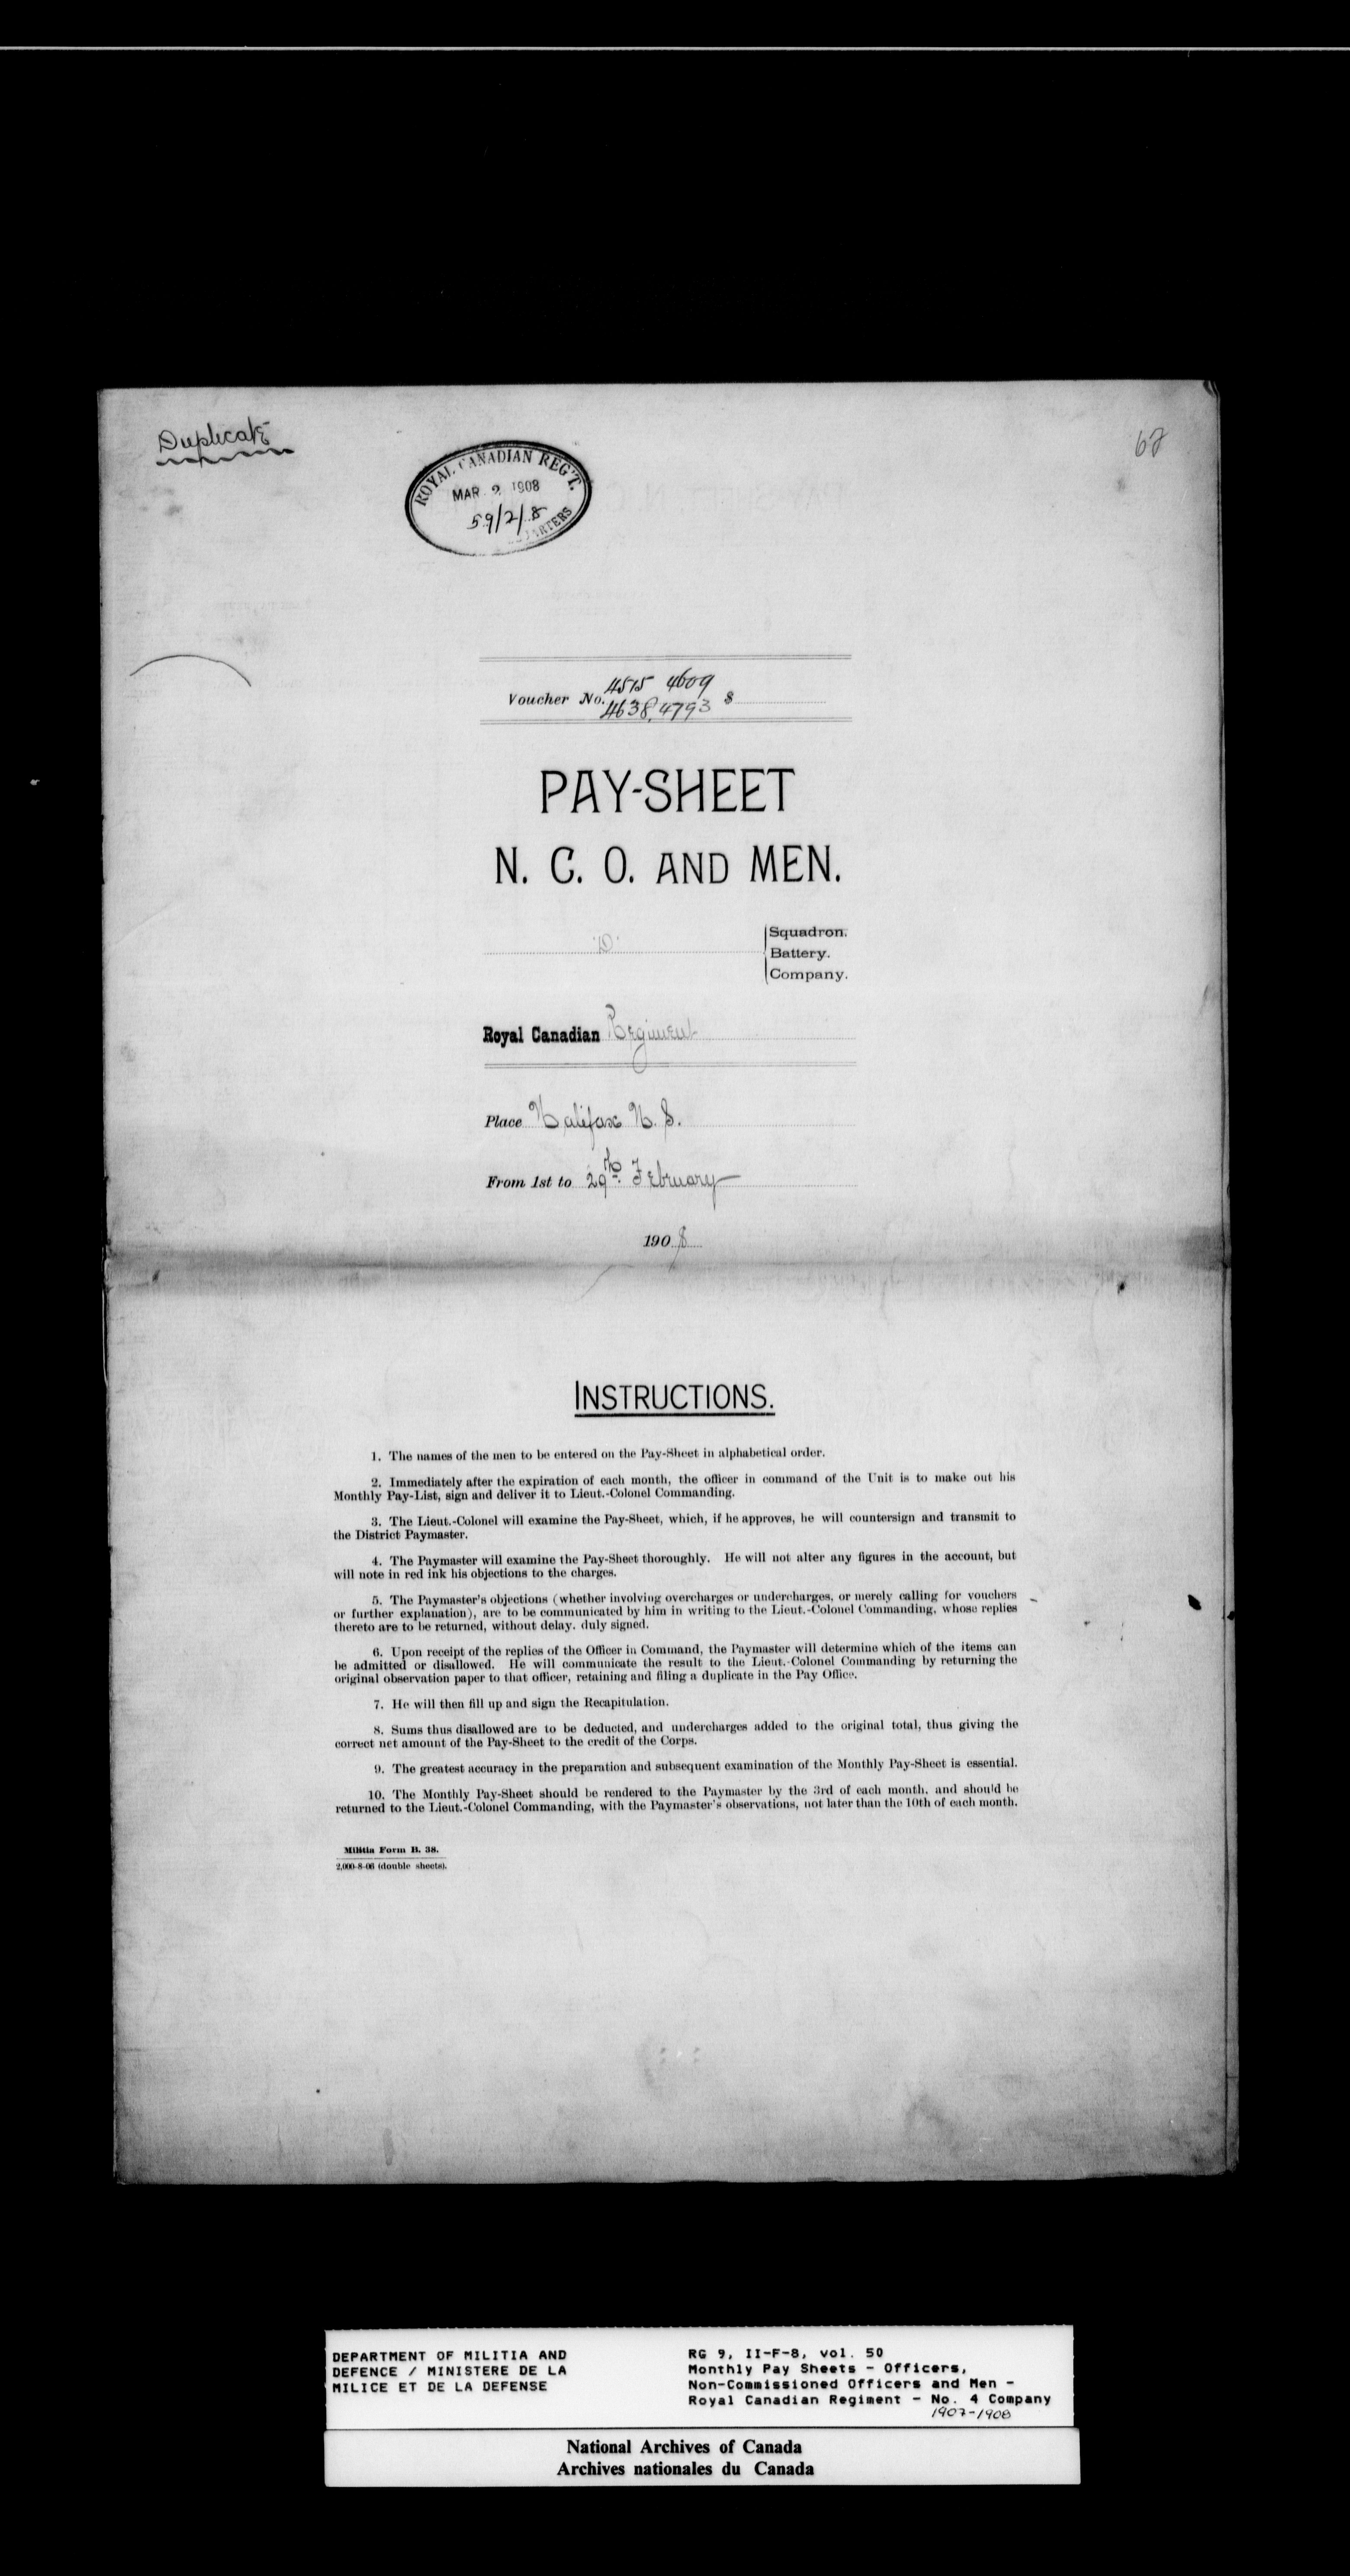 Duplicate
62
ROYAL CANADIAN REG'T.
MAR 2 1908
59/2/8
Voucher No. 4515 4609 $
4638, 4793
PAY-SHEET
N. C. O. AND MEN.
"D" Squadron.
Battery.
Company.
Royal Canadian Regiment
Place Halifax N. S.
From 1st to 29th February
1908
INSTRUCTIONS.
1. The names of the men to be entered on the Pay-Sheet in alphabetical order.
2. Immediately after the expiration of each month, the officer in command of the Unit is to make out his
Monthly Pay-List, sign and deliver it to Lieut.-Colonel Commanding.
3. The Lieut.-Colonel will examine the Pay-Sheet, which, if he approves, he will countersign and transmit to
the District Paymaster.
4. The Paymaster will examine the Pay-Sheet thoroughly. He will not alter any figures in the account, but
will note in red ink his objections to the charges.
5. The Paymaster's objections (whether involving overcharges or undercharges, or merely calling for vouchers
or further explanation), are to be communicated by him in writing to the Lieut.-Colonel Commanding, whose replies
thereto are to be returned, without delay, duly signed.
6. Upon receipt of the replies of the Officer in Command, the Paymaster will determine which of the items can
be admitted or disallowed. He will communicate the result to the Lieut.-Colonel Commanding by returning the
original observation paper to that officer, retaining and filing a duplicate in the Pay Office.
7. He will then fill up and sign the Recapitulation.
8. Sums thus disallowed are to be deducted, and undercharges added to the original total, thus giving the
correct net amount of the Pay-Sheet to the credit of the Corps.
9. The greatest accuracy in the preparation and subsequent examination of the Monthly Pay-Sheet is essential.
10. The Monthly Pay-Sheet should be rendered to the Paymaster by the 3rd of each month, and should be
returned to the Lieut.-Colonel Commanding, with the Paymaster's observations, not later than the 10th of each month.
Militia Form B. 38.
2,000-8-06 (double sheets).
DEPARTMENT OF MILITIA AND
DEFENCE / MINISTERE DE LA
MILICE ET DE LA DEFENSE
RG 9, II-F-8, vol. 50
Monthly Pay Sheets - Officers,
Non-Commissioned Officers and Men -
Royal Canadian Regiment - No. 4 Company
1907-1908
National Archives of Canada
Archives nationales du Canada